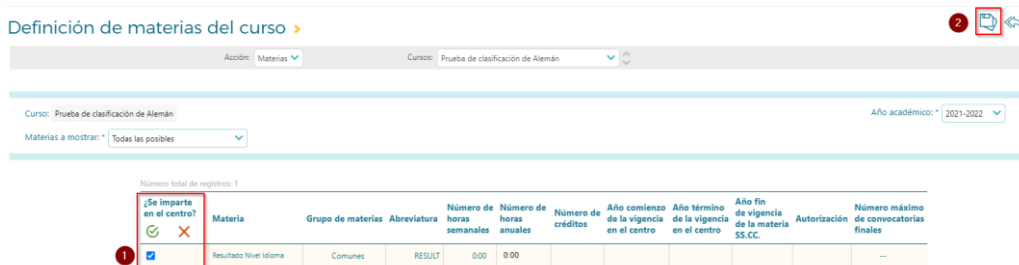 Definición de materias del curso
2
Acción: Materias
Cursos: Prueba de clasificación de Alemán
Curso: Prueba de clasificación de Alemán
Año académico: * 2021-2022
Materias a mostrar: * Todas las posibles
Número total de registros: 1
¿Se imparte en el centro?
Materia
Grupo de materias
Abreviatura
Número de horas semanales
Número de horas anuales
Número de créditos
Año comienzo de la vigencia en el centro
Año término de la vigencia en el centro
Año fin de vigencia de la materia SS.CC.
Autorización
Número máximo de convocatorias finales
1
Resultado Nivel Idioma
Comunes
RESULT
0:00
0:00
--